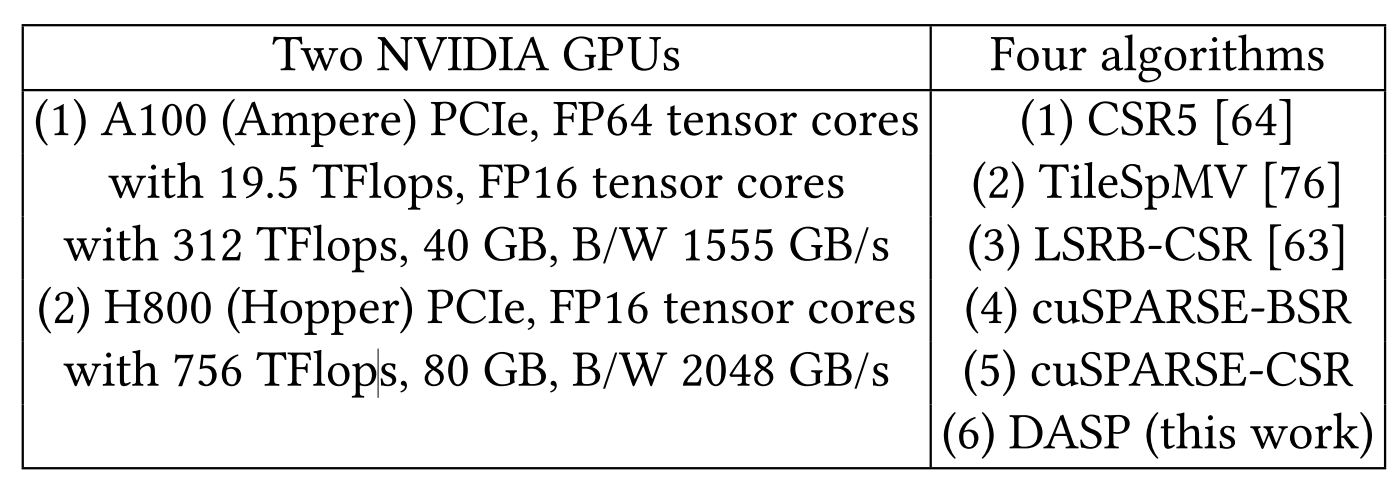 Two NVIDIA GPUs
Four algorithms
(1) A100 (Ampere) PCIe, FP64 tensor cores
with 19.5 TFlops, FP16 tensor cores
with 312 TFlops, 40 GB, B/W 1555 GB/s
(2) H800 (Hopper) PCIe, FP16 tensor cores
with 756 TFlops, 80 GB, B/W 2048 GB/s
(1) CSR5 [64]
(2) TileSpMV [76]
(3) LSRB-CSR [63]
(4) cuSPARSE-BSR
(5) cuSPARSE-CSR
(6) DASP (this work)